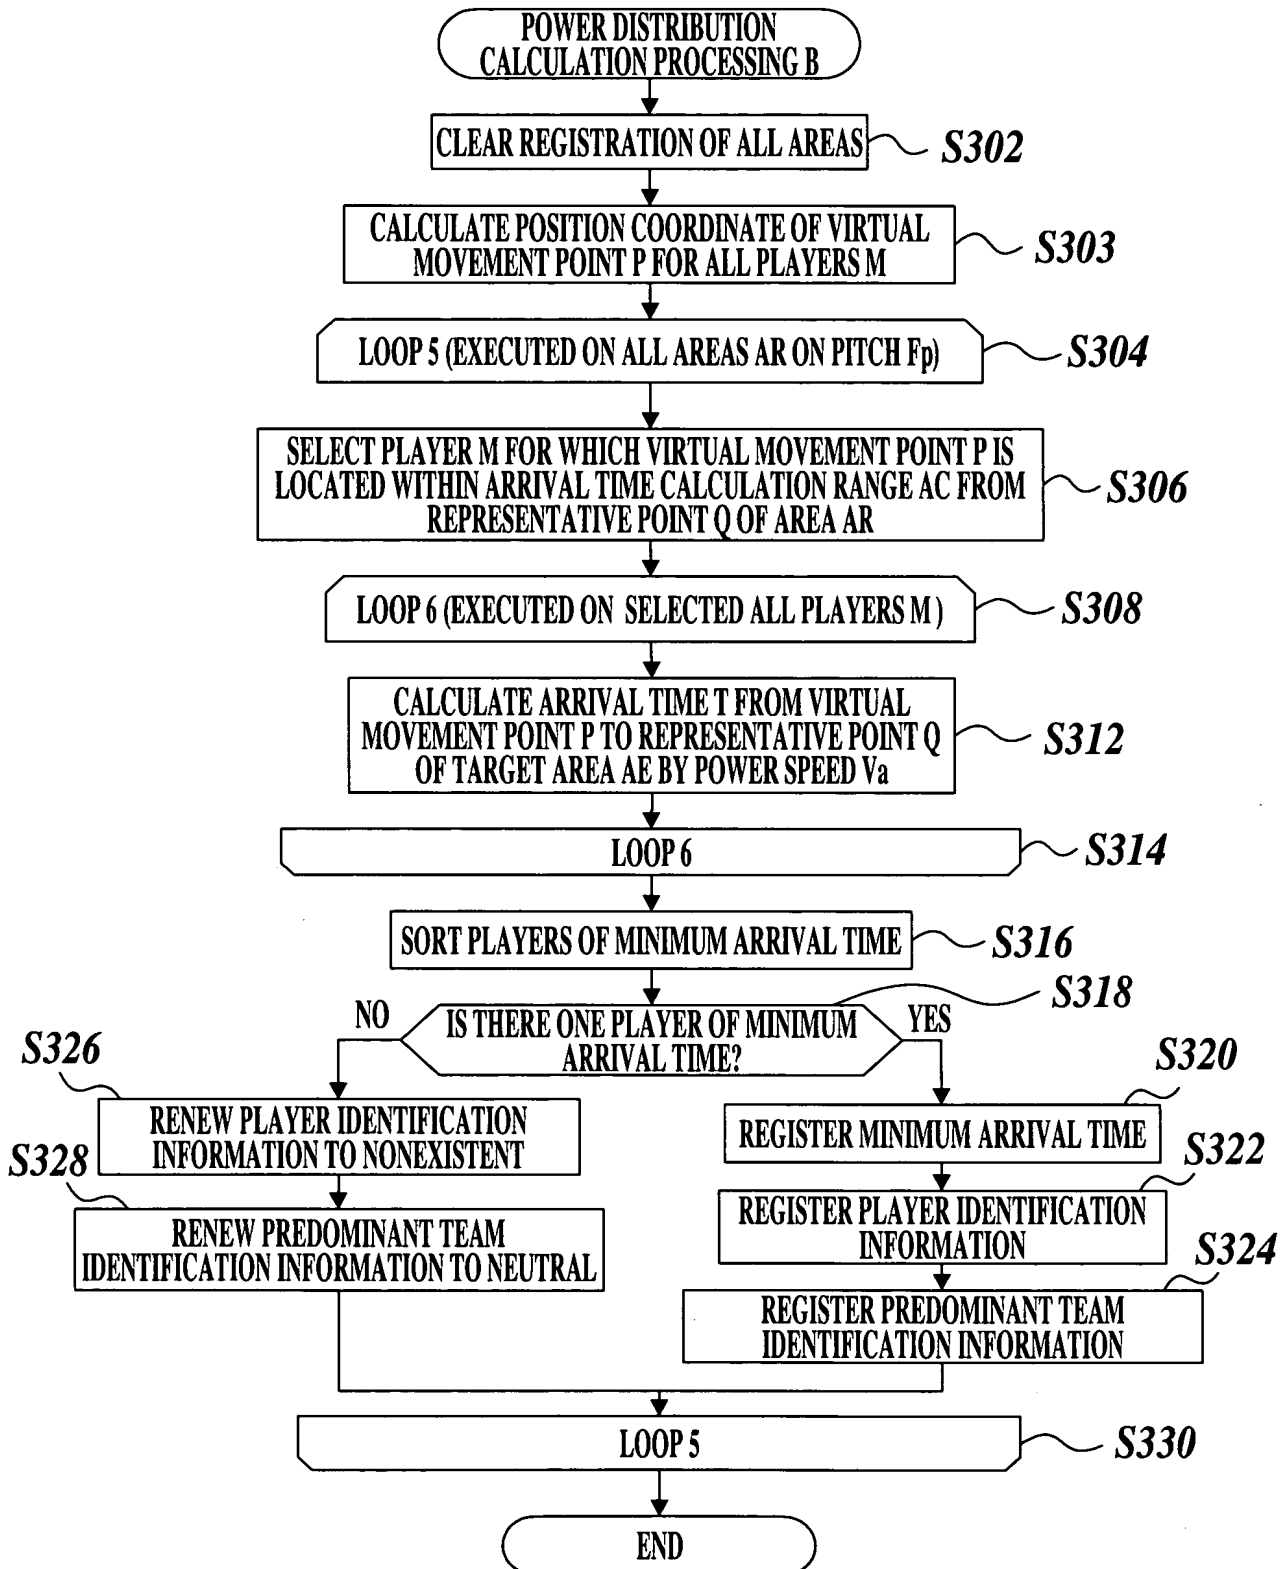 POWER DISTRIBUTION
CALCULATION PROCESSING B
CLEAR REGISTRATION OF ALL AREAS
S302
CALCULATE POSITION COORDINATE OF VIRTUAL
MOVEMENT POINT P FOR ALL PLAYERS M
S303
LOOP 5 (EXECUTED ON ALL AREAS AR ON PITCH Fp)
S304
SELECT PLAYER M FOR WHICH VIRTUAL MOVEMENT POINT P IS
LOCATED WITHIN ARRIVAL TIME CALCULATION RANGE AC FROM
REPRESENTATIVE POINT Q OF AREA AR
S306
LOOP 6 (EXECUTED ON SELECTED ALL PLAYERS M )
S308
CALCULATE ARRIVAL TIME T FROM VIRTUAL
MOVEMENT POINT P TO REPRESENTATIVE POINT Q
OF TARGET AREA AE BY POWER SPEED Va
S312
LOOP 6
S314
SORT PLAYERS OF MINIMUM ARRIVAL TIME
S316
IS THERE ONE PLAYER OF MINIMUM
ARRIVAL TIME?
S318
NO
YES
S326
RENEW PLAYER IDENTIFICATION
INFORMATION TO NONEXISTENT
S328
RENEW PREDOMINANT TEAM
IDENTIFICATION INFORMATION TO NEUTRAL
S320
REGISTER MINIMUM ARRIVAL TIME
S322
REGISTER PLAYER IDENTIFICATION
INFORMATION
S324
REGISTER PREDOMINANT TEAM
IDENTIFICATION INFORMATION
LOOP 5
S330
END